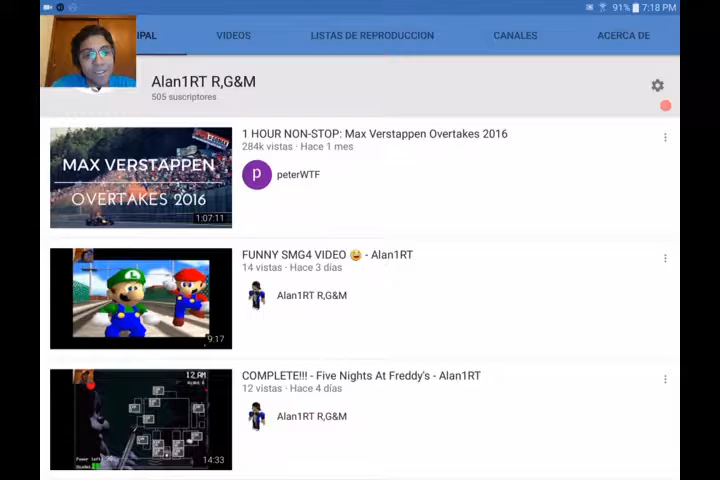 91% 7:18 PM
IPAL VIDEOS LISTAS DE REPRODUCCIÓN CANALES ACERCA DE
Alan1RT R,G&M
505 suscriptores
1 HOUR NON-STOP: Max Verstappen Overtakes 2016
284k vistas · Hace 1 mes
p peterWTF
MAX VERSTAPPEN
OVERTAKES 2016
1:07:11
FUNNY SMG4 VIDEO 😂 - Alan1RT
14 vistas · Hace 3 días
Alan1RT R,G&M
L
9:17
COMPLETE!!! - Five Nights At Freddy's - Alan1RT
12 vistas · Hace 4 días
Alan1RT R,G&M
12 AM
Power left:
14:33